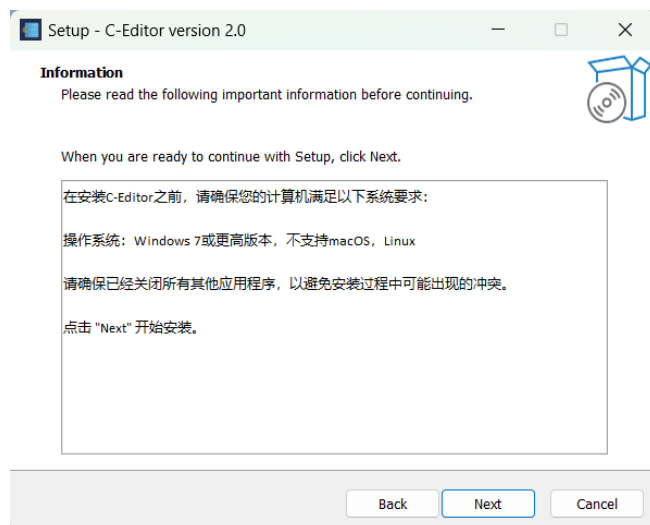 Setup - C-Editor version 2.0
Information
Please read the following important information before continuing.
When you are ready to continue with Setup, click Next.
在安装C-Editor之前，请确保您的计算机满足以下系统要求：
操作系统：Windows 7或更高版本，不支持macOS，Linux
请确保已经关闭所有其他应用程序，以避免安装过程中可能出现的冲突。
点击 "Next" 开始安装。
Back Next Cancel